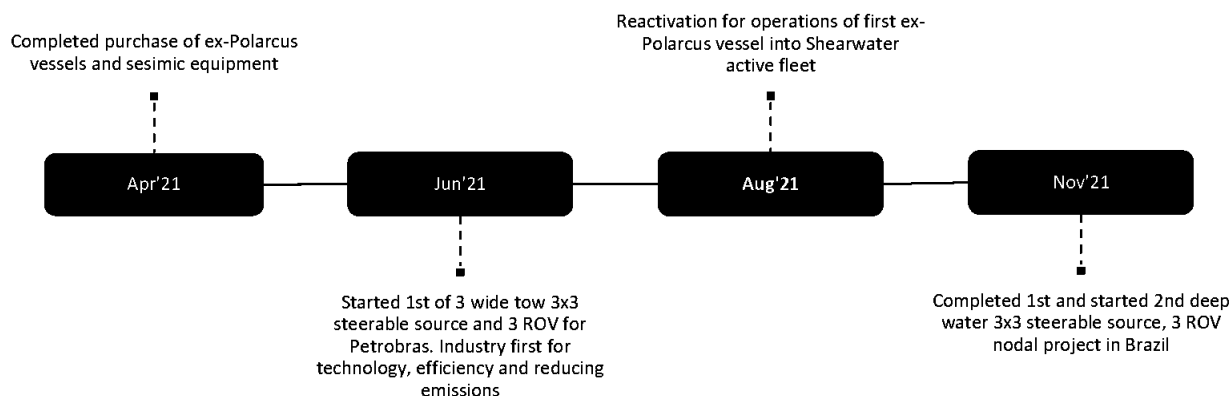 Completed purchase of ex-Polarcus
vessels and sesimic equipment
Reactivation for operations of first ex-
Polarcus vessel into Shearwater
active fleet
Apr'21
Jun'21
Aug'21
Nov'21
Started 1st of 3 wide tow 3x3
steerable source and 3 ROV for
Petrobras. Industry first for
technology, efficiency and reducing
emissions
Completed 1st and started 2nd deep
water 3x3 steerable source, 3 ROV
nodal project in Brazil